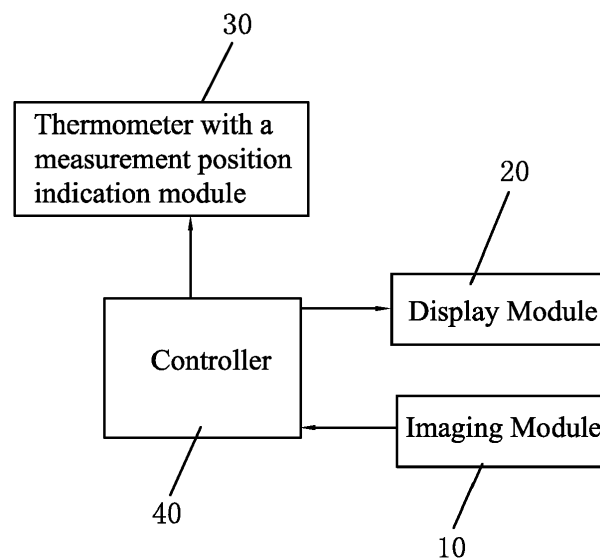 30
Thermometer with a
measurement position
indication module
20
Display Module
Controller
Imaging Module
40
10